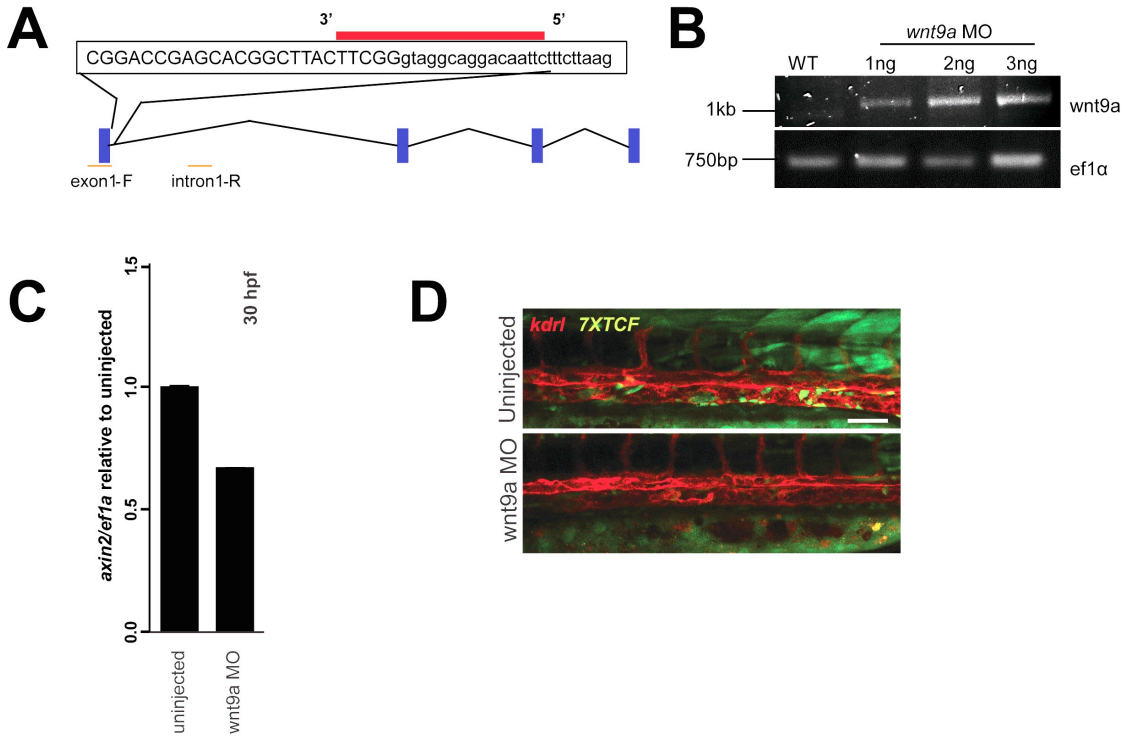 A
3’ 5’
CGGACCGAGCACGGCTTACTTCGGgtaggcaggacaattctttcttaag
exon1-F intron1-R
B
wnt9a MO
WT 1ng 2ng 3ng
1kb wnt9a
750bp ef1α
C
axin2/ef1a relative to uninjected
1.5
1.0
0.5
0.0
30 hpf
uninjected
wnt9a MO
D
kdrl 7XTCF
Uninjected
wnt9a MO